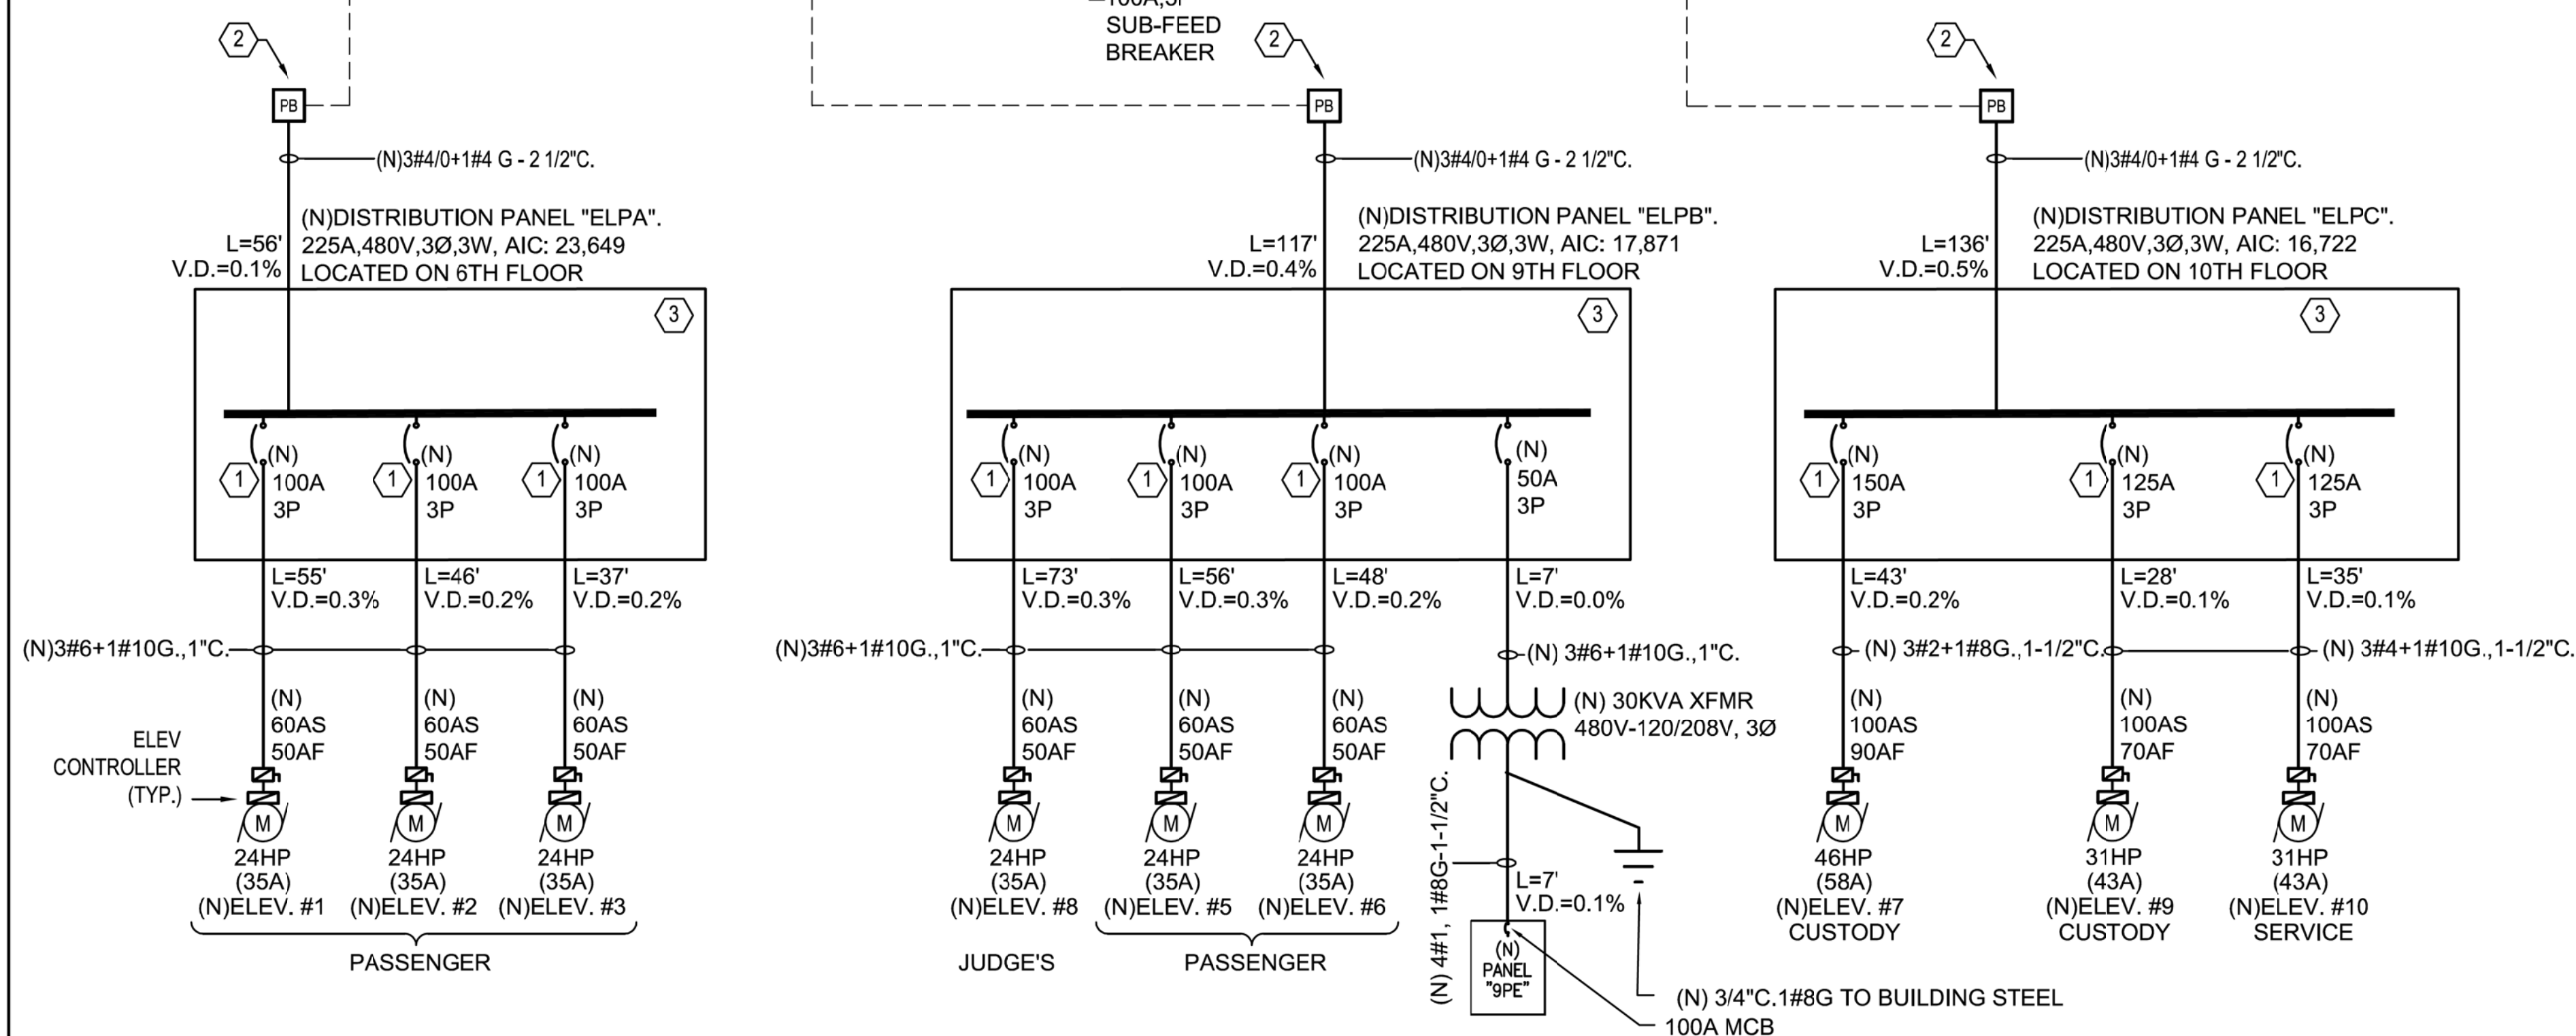 SUB-FEED
BREAKER
2
2
2
PB
PB
PB
(N)3#4/0+1#4 G - 2 1/2"C.
(N)3#4/0+1#4 G - 2 1/2"C.
(N)3#4/0+1#4 G - 2 1/2"C.
(N)DISTRIBUTION PANEL "ELPA".
225A,480V,3Ø,3W, AIC: 23,649
LOCATED ON 6TH FLOOR
L=56'
V.D.=0.1%
(N)DISTRIBUTION PANEL "ELPB".
225A,480V,3Ø,3W, AIC: 17,871
LOCATED ON 9TH FLOOR
L=117'
V.D.=0.4%
(N)DISTRIBUTION PANEL "ELPC".
225A,480V,3Ø,3W, AIC: 16,722
LOCATED ON 10TH FLOOR
L=136'
V.D.=0.5%
3
3
3
1
(N)
100A
3P
1
(N)
100A
3P
1
(N)
100A
3P
1
(N)
100A
3P
1
(N)
100A
3P
1
(N)
100A
3P
(N)
50A
3P
1
(N)
150A
3P
1
(N)
125A
3P
1
(N)
125A
3P
L=55'
V.D.=0.3%
L=46'
V.D.=0.2%
L=37'
V.D.=0.2%
L=73'
V.D.=0.3%
L=56'
V.D.=0.3%
L=48'
V.D.=0.2%
L=7'
V.D.=0.0%
L=43'
V.D.=0.2%
L=28'
V.D.=0.1%
L=35'
V.D.=0.1%
(N)3#6+1#10G.,1"C.
(N)3#6+1#10G.,1"C.
(N) 3#6+1#10G.,1"C.
(N) 3#2+1#8G.,1-1/2"C.
(N) 3#4+1#10G.,1-1/2"C.
(N)
60AS
50AF
(N)
60AS
50AF
(N)
60AS
50AF
(N)
60AS
50AF
(N)
60AS
50AF
(N)
60AS
50AF
(N) 30KVA XFMR
480V-120/208V, 3Ø
(N)
100AS
90AF
(N)
100AS
70AF
(N)
100AS
70AF
ELEV
CONTROLLER
(TYP.)
M
24HP
(35A)
(N)ELEV. #1
M
24HP
(35A)
(N)ELEV. #2
M
24HP
(35A)
(N)ELEV. #3
PASSENGER
M
24HP
(35A)
(N)ELEV. #8
JUDGE'S
M
24HP
(35A)
(N)ELEV. #5
M
24HP
(35A)
(N)ELEV. #6
PASSENGER
(N) 4#1, 1#8G-1-1/2"C.
L=7'
V.D.=0.1%
(N)
PANEL
"9PE"
(N) 3/4"C.1#8G TO BUILDING STEEL
100A MCB
M
46HP
(58A)
(N)ELEV. #7
CUSTODY
M
31HP
(43A)
(N)ELEV. #9
CUSTODY
M
31HP
(43A)
(N)ELEV. #10
SERVICE